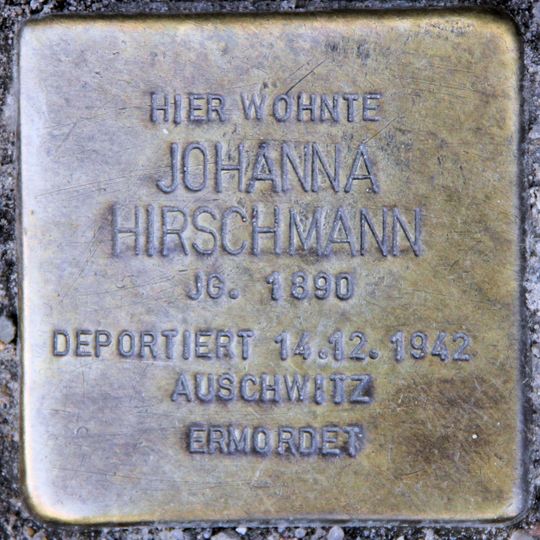 HIER WOHNTE
JOHANNA
HIRSCHMANN
JG. 1890
DEPORTIERT 14.12.1942
AUSCHWITZ
ERMORDET